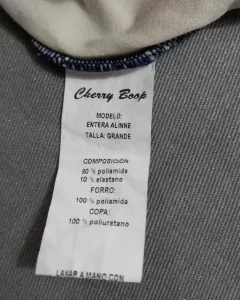 Cherry Boop
MODELO:
ENTERA ALINNE
TALLA: GRANDE
COMPOSICION:
90 % poliamida
10 % elastano
FORRO:
100 % poliamida
COPA:
100 % poliuretano
LAVAR A MANO CON